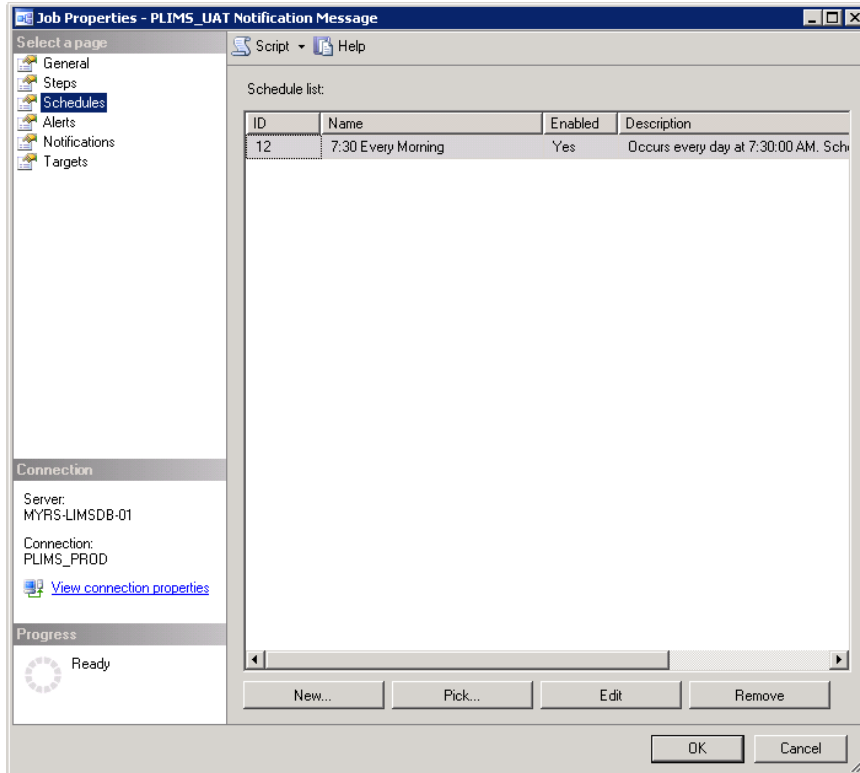 Job Properties - PLIMS_UAT Notification Message
Select a page
General
Steps
Schedules
Alerts
Notifications
Targets
Script Help
Schedule list:
ID Name Enabled Description
12 7:30 Every Morning Yes Occurs every day at 7:30:00 AM. Sch
Connection
Server:
MYRS-LIMSDB-01
Connection:
PLIMS_PROD
View connection properties
Progress
Ready
New... Pick... Edit Remove
OK Cancel